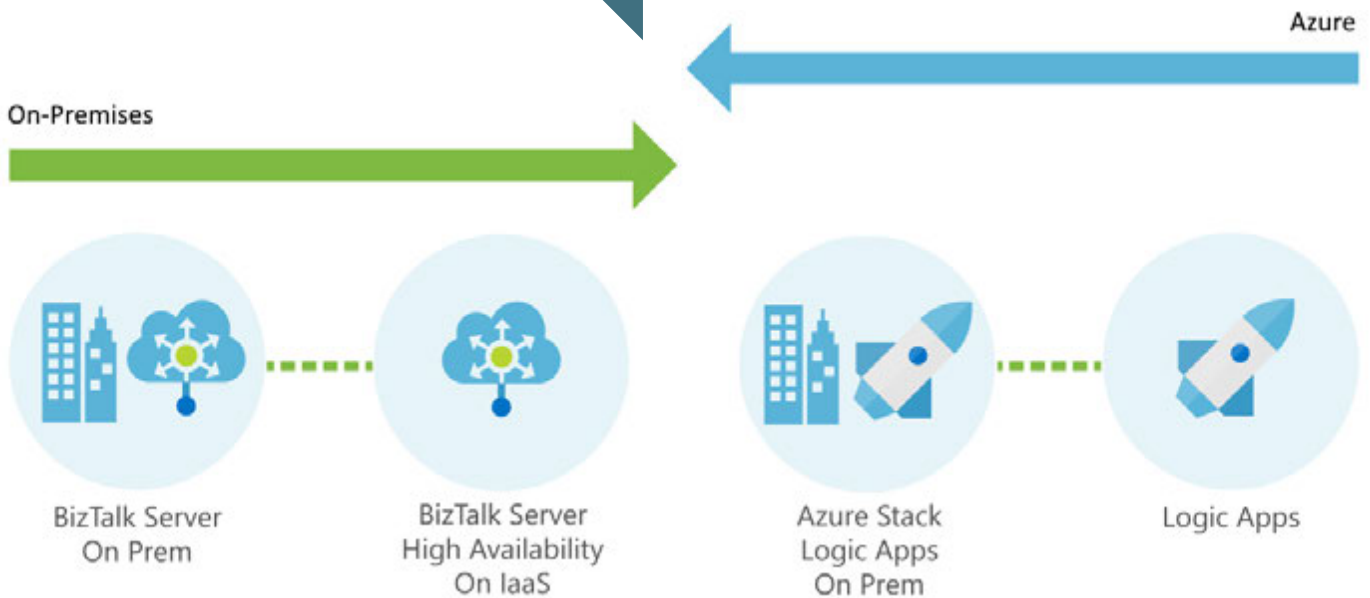 Azure
On-Premises
BizTalk Server
On Prem
BizTalk Server
High Availability
On IaaS
Azure Stack
Logic Apps
On Prem
Logic Apps